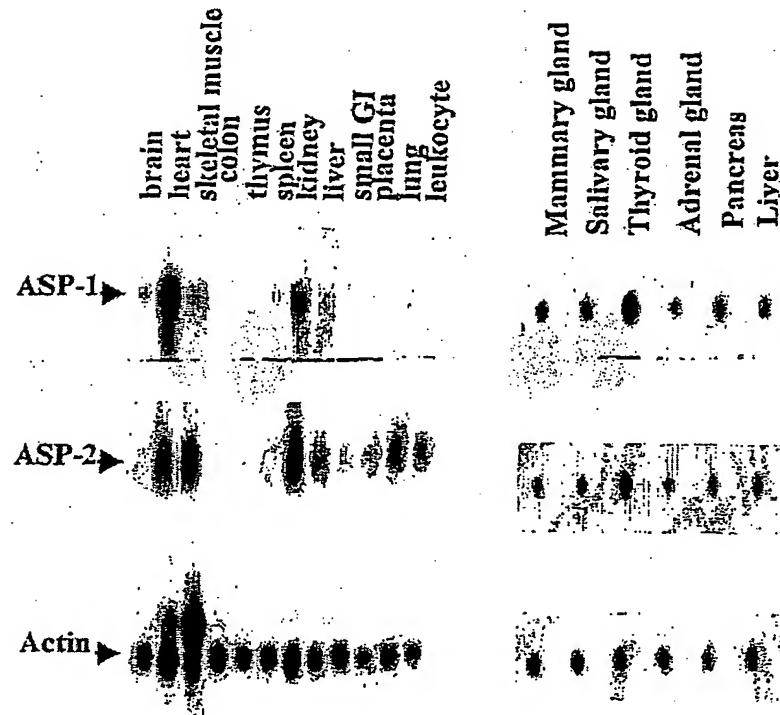 brain
heart
sketetal muscle
colon
thymus
spleen
kidney
liver
small GI
placenta
lung
leukocyte
Mammary gland
Salivary gland
Thyroid gland
Adrenal gland
Pancreas
Liver
ASP-1
ASP-2
Actin